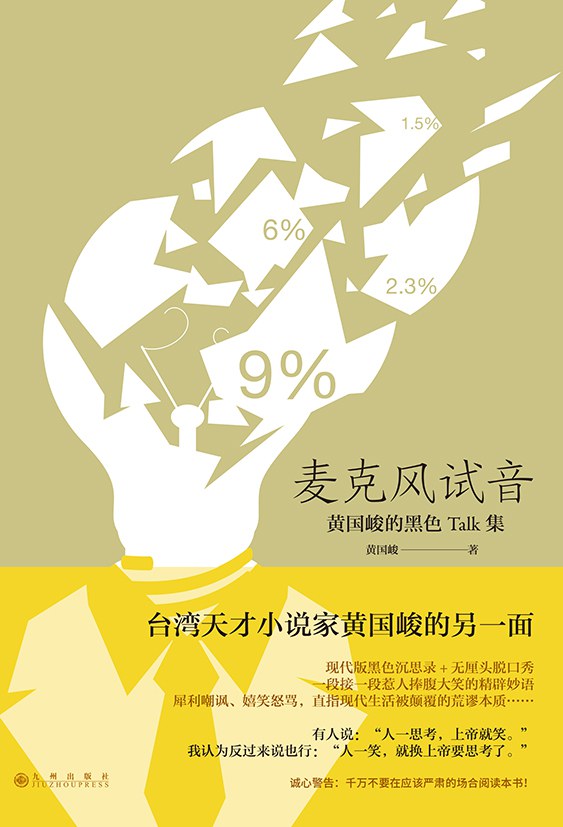 1.5%
6%
2.3%
9%
麦克风试音
黄国峻的黑色 Talk 集
黄国峻————著
台湾天才小说家黄国峻的另一面
现代版黑色沉思录+无厘头脱口秀
一段接一段惹人捧腹大笑的精辟妙语
犀利嘲讽、嬉笑怒骂，直指现代生活被颠覆的荒谬本质……
有人说：“人一思考，上帝就笑。”
我认为反过来说也行：“人一笑，就换上帝要思考了。”
诚心警告：千万不要在应该严肃的场合阅读本书！
九州出版社
JIUZHOUPRESS